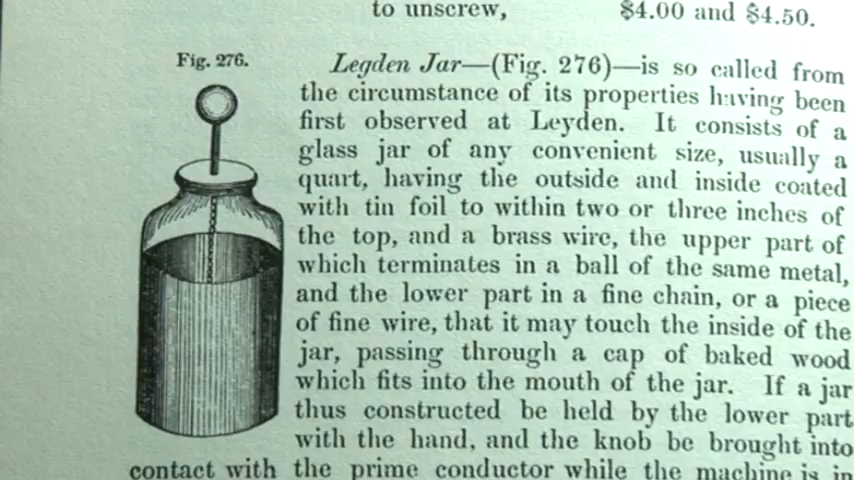 to unscrew, $4.00 and $4.50.
Fig. 276.
Legden Jar—(Fig. 276)—is so called from
the circumstance of its properties having been
first observed at Leyden. It consists of a
glass jar of any convenient size, usually a
quart, having the outside and inside coated
with tin foil to within two or three inches of
the top, and a brass wire, the upper part of
which terminates in a ball of the same metal,
and the lower part in a fine chain, or a piece
of fine wire, that it may touch the inside of the
jar, passing through a cap of baked wood
which fits into the mouth of the jar. If a jar
thus constructed be held by the lower part
with the hand, and the knob be brought into
contact with the prime conductor while the machine is in